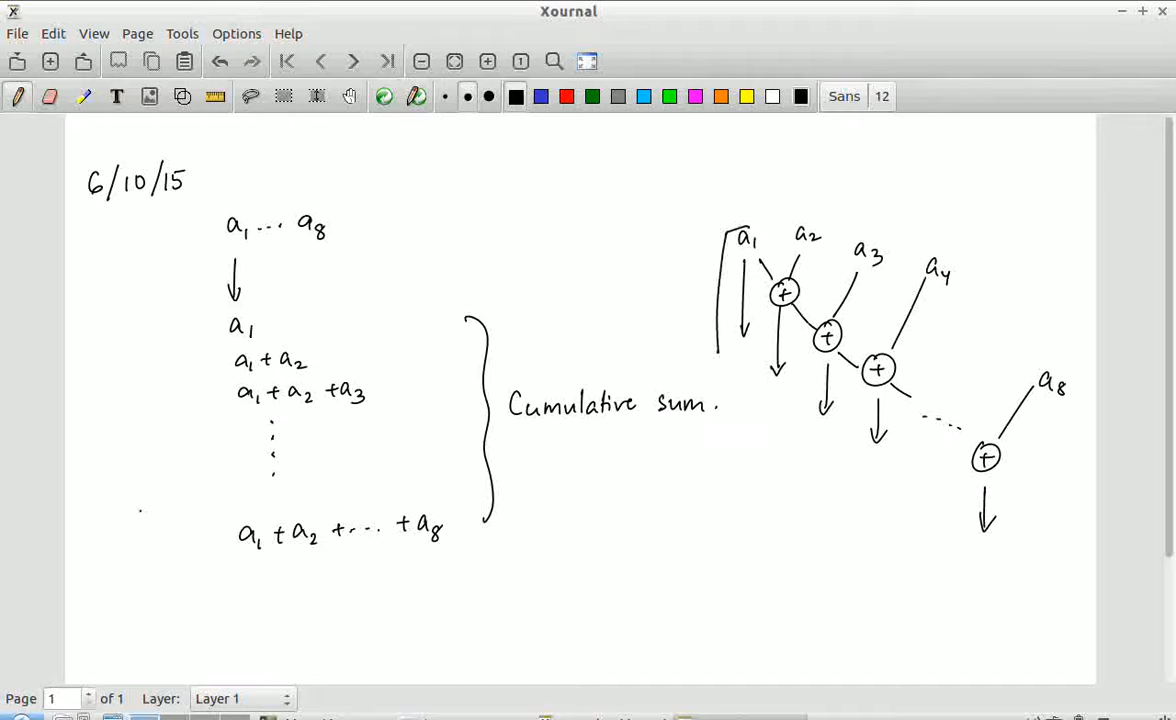 Xournal
File Edit View Page Tools Options Help
Sans 12
6/10/15
a₁ ... a₈
a₁
a₁ + a₂
a₁ + a₂ + a₃
a₁ + a₂ + ... + a₈
Cumulative sum.
a₁ a₂ a₃ a₄
+
+
+
a₈
+
Page 1 of 1 Layer: Layer 1